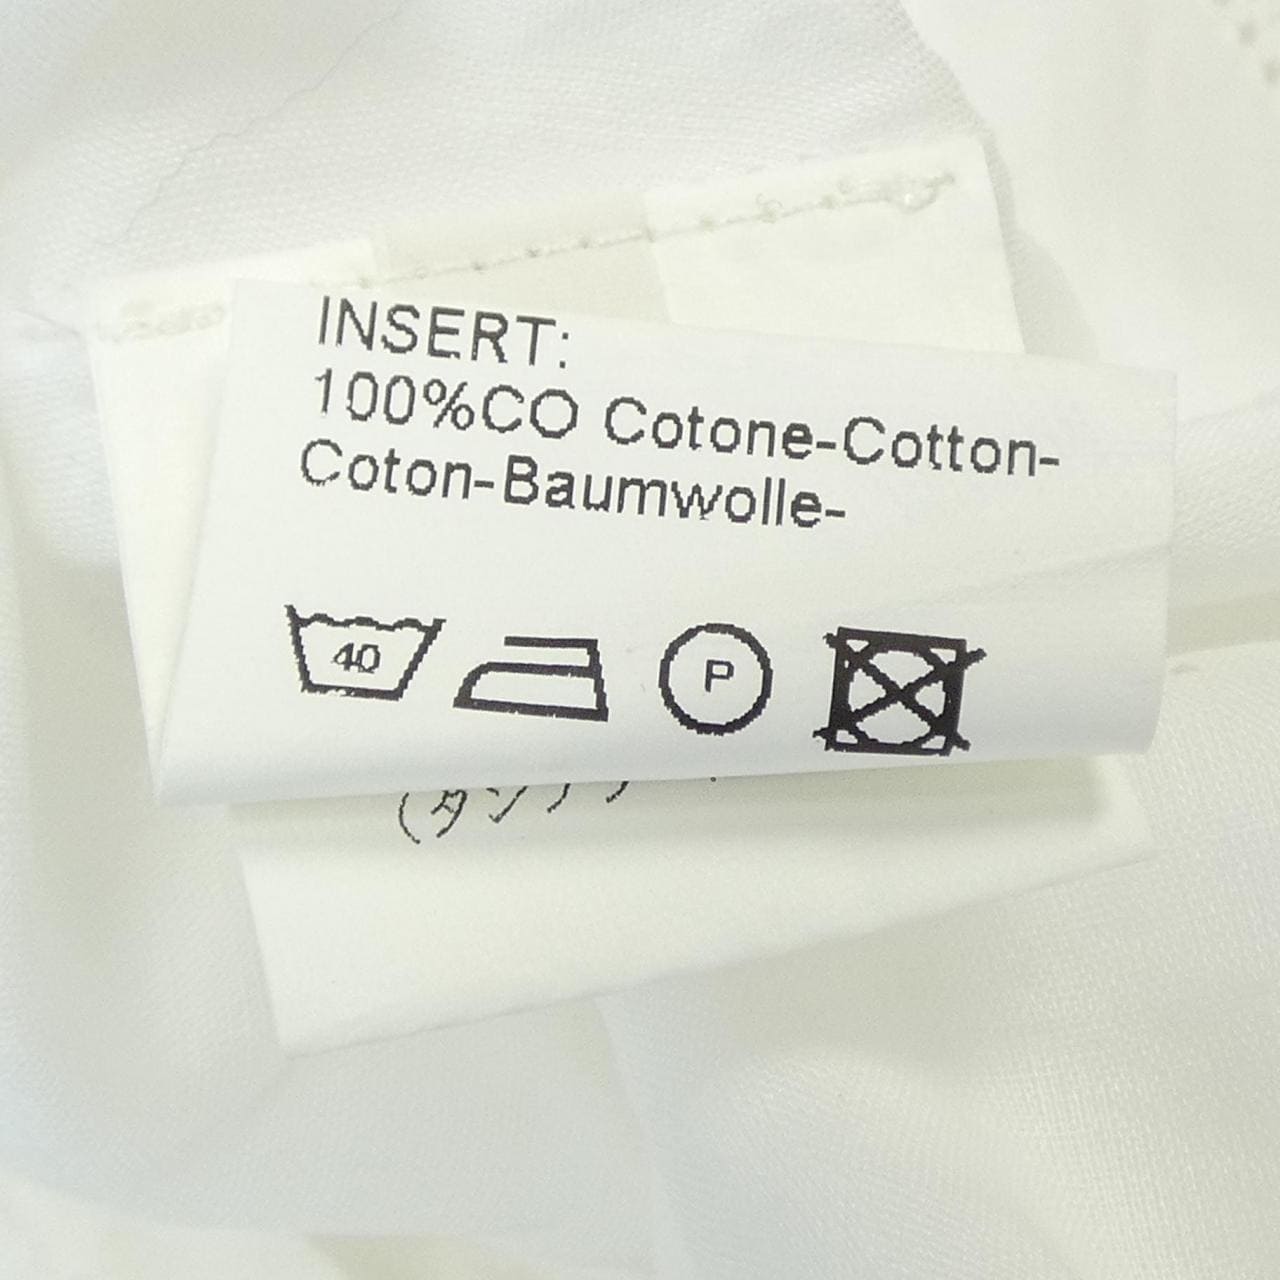 INSERT:
100%CO Cotone-Cotton-
Coton-Baumwolle-
40
P